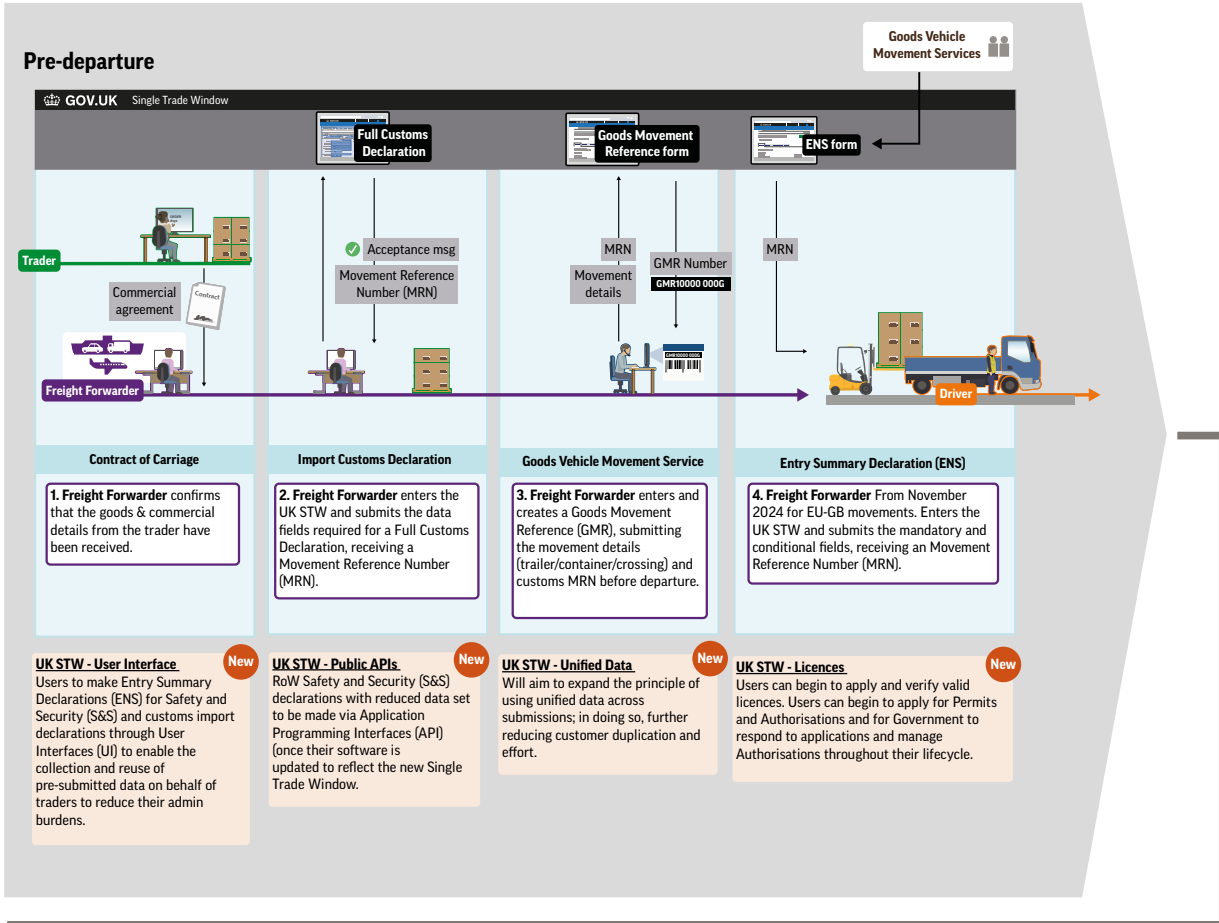 Goods Vehicle
Movement Services
Pre-departure
GOV.UK Single Trade Window
Full Customs
Declaration
Goods Movement
Reference form
ENS form
Trader
Commercial
agreement
Contract
Freight Forwarder
Acceptance msg
Movement Reference
Number (MRN)
MRN
Movement
details
GMR Number
GMR10000 000G
GMR10000 000G
MRN
Driver
Contract of Carriage
1. Freight Forwarder confirms
that the goods & commercial
details from the trader have
been received.
Import Customs Declaration
2. Freight Forwarder enters the
UK STW and submits the data
fields required for a Full Customs
Declaration, receiving a
Movement Reference Number
(MRN).
Goods Vehicle Movement Service
3. Freight Forwarder enters and
creates a Goods Movement
Reference (GMR), submitting
the movement details
(trailer/container/crossing) and
customs MRN before departure.
Entry Summary Declaration (ENS)
4. Freight Forwarder From November
2024 for EU-GB movements. Enters the
UK STW and submits the mandatory and
conditional fields, receiving an Movement
Reference Number (MRN).
New
UK STW - User Interface
Users to make Entry Summary
Declarations (ENS) for Safety and
Security (S&S) and customs import
declarations through User
Interfaces (UI) to enable the
collection and reuse of
pre-submitted data on behalf of
traders to reduce their admin
burdens.
New
UK STW - Public APIs
RoW Safety and Security (S&S)
declarations with reduced data set
to be made via Application
Programming Interfaces (API)
(once their software is
updated to reflect the new Single
Trade Window.
New
UK STW - Unified Data
Will aim to expand the principle of
using unified data across
submissions; in doing so, further
reducing customer duplication and
effort.
New
UK STW - Licences
Users can begin to apply and verify valid
licences. Users can begin to apply for Permits
and Authorisations and for Government to
respond to applications and manage
Authorisations throughout their lifecycle.